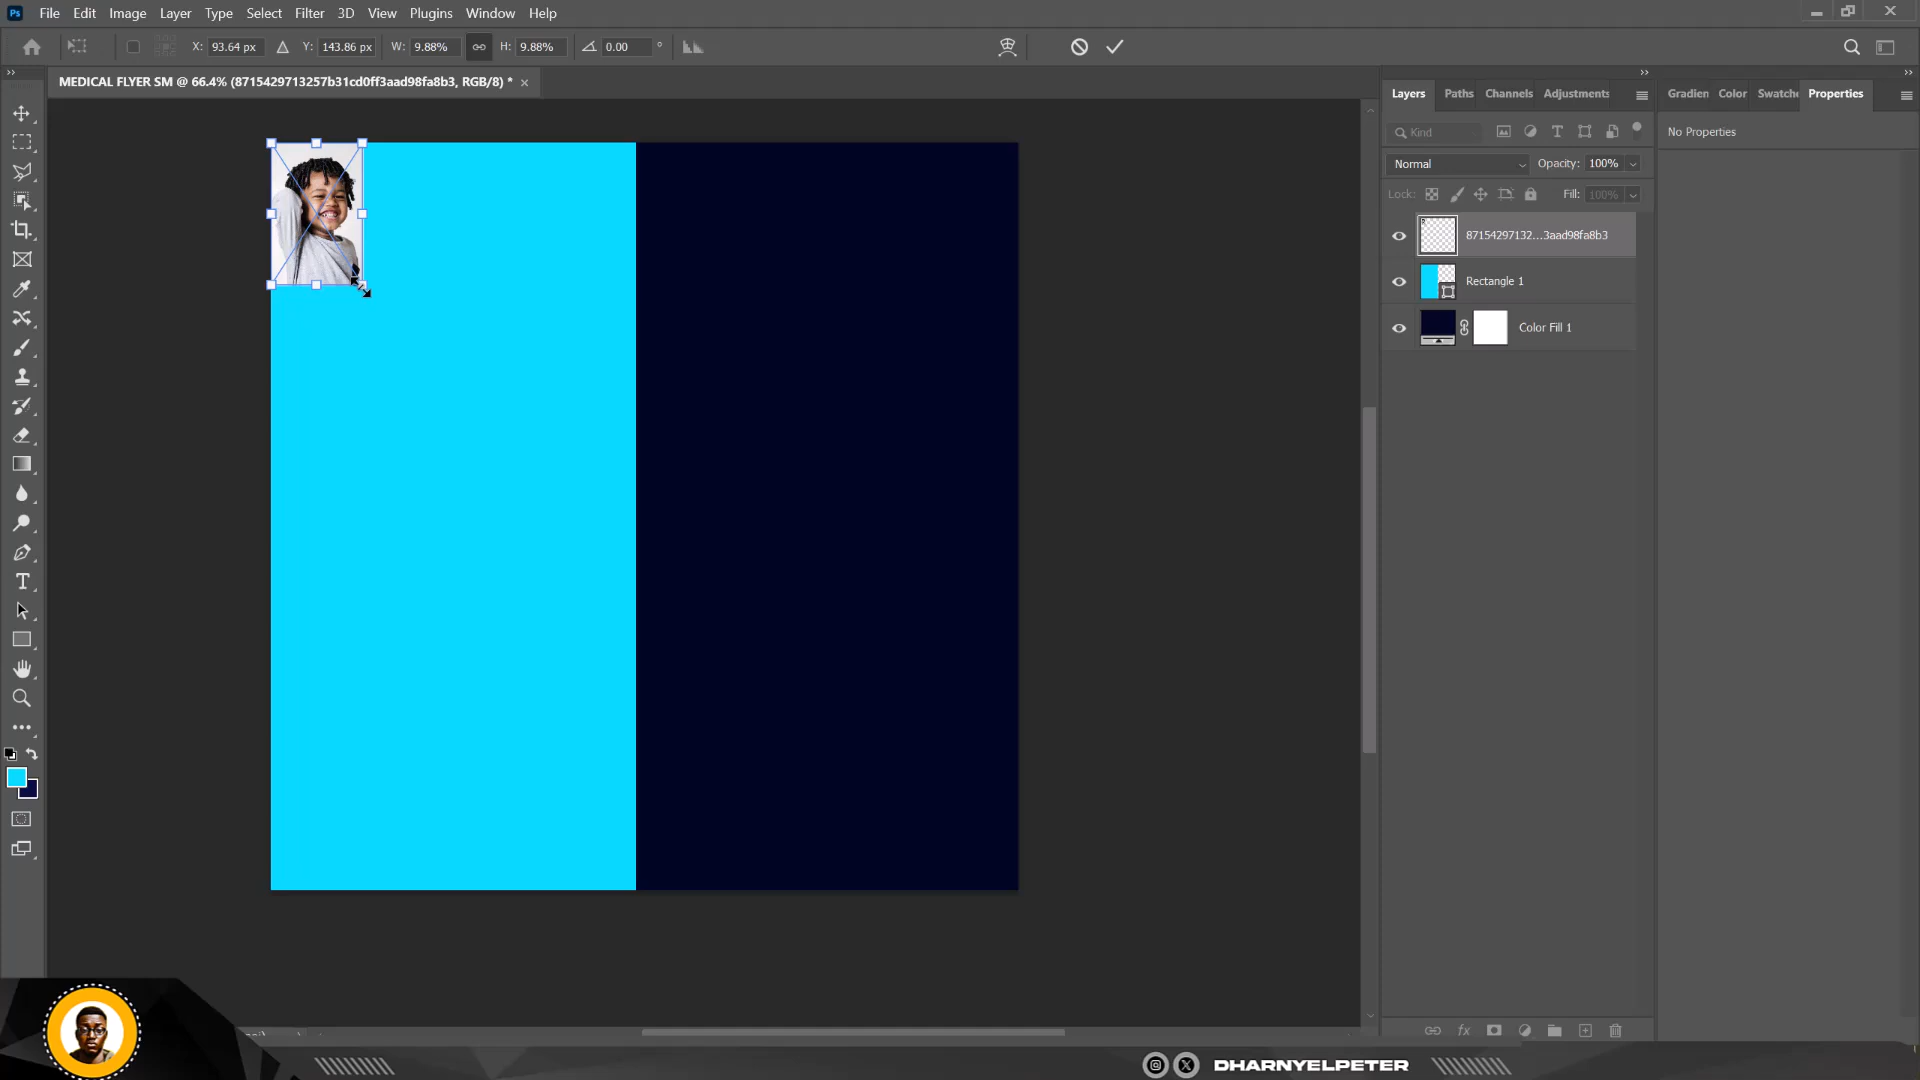 Ps File Edit Image Layer Type Select Filter 3D View Plugins Window Help
X: 93.64 px Y: 143.86 px W: 9.88% H: 9.88% 0.00 °
MEDICAL FLYER SM @ 66.4% (8715429713257b31cd0ff3aad98fa8b3, RGB/8) * ×
Layers Paths Channels Adjustments
Gradien Color Swatche Properties
Kind
No Properties
Normal Opacity: 100%
Lock: Fill: 100%
87154297132...3aad98fa8b3
Rectangle 1
Color Fill 1
fx
DHARNYELPETER